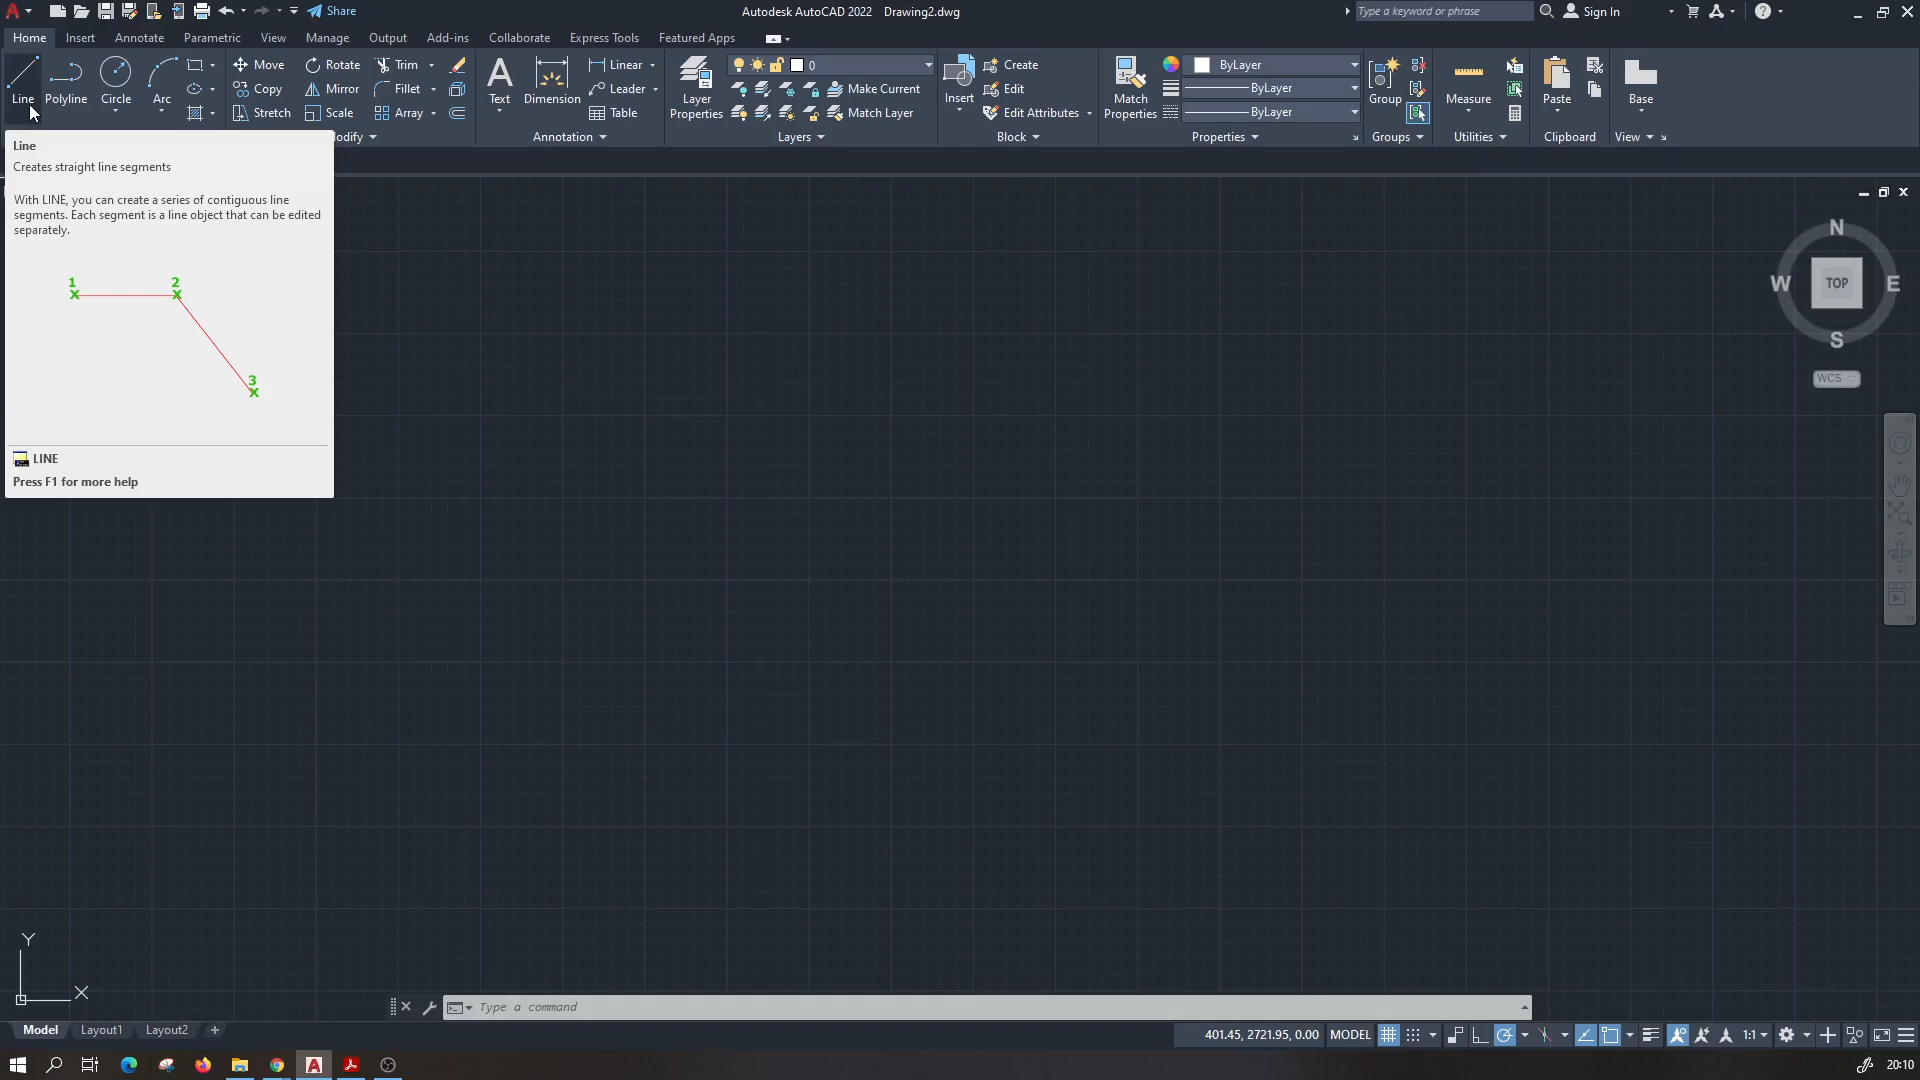 Share
Autodesk AutoCAD 2022 Drawing2.dwg
Type a keyword or phrase
Sign In
Home Insert Annotate Parametric View Manage Output Add-ins Collaborate Express Tools Featured Apps
Line Polyline Circle Arc
Move Rotate Trim
Copy Mirror Fillet
Stretch Scale Array
odify
Text Dimension
Linear
Leader
Table
Annotation
Layer
Properties
0
Make Current
Match Layer
Layers
Insert
Create
Edit
Edit Attributes
Block
Match
Properties
ByLayer
ByLayer
ByLayer
Properties
Group
Groups
Measure
Utilities
Paste
Clipboard
Base
View
Line
Creates straight line segments
With LINE, you can create a series of contiguous line
segments. Each segment is a line object that can be edited
separately.
1
2
3
LINE
Press F1 for more help
N
W TOP E
S
WCS
Y
X
Type a command
Model Layout1 Layout2 +
401.45, 2721.95, 0.00 MODEL
1:1
20:10